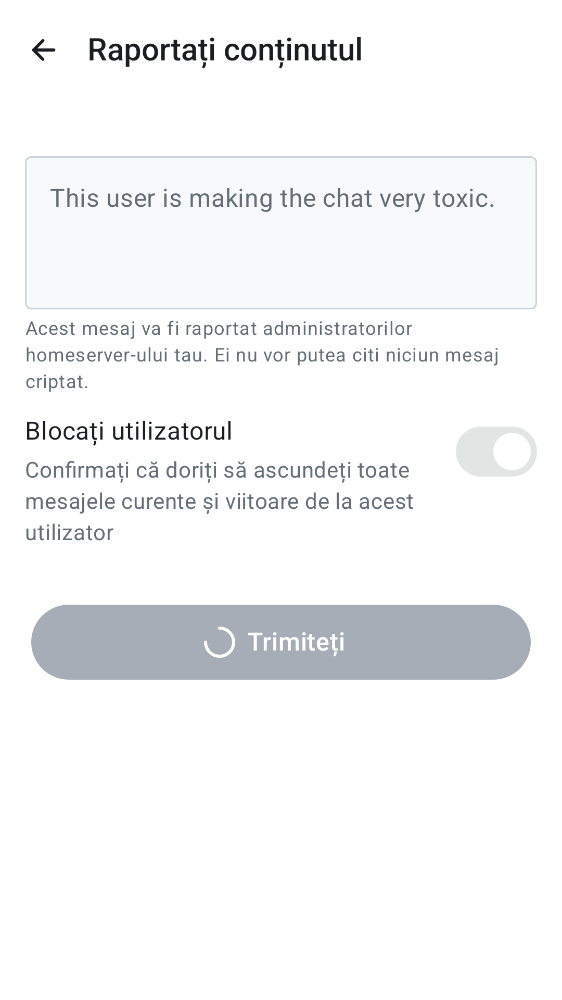 Raportați conținutul
This user is making the chat very toxic.
Acest mesaj va fi raportat administratorilor
homeserver-ului tau. Ei nu vor putea citi niciun mesaj
criptat.
Blocați utilizatorul
Confirmați că doriți să ascundeți toate
mesajele curente și viitoare de la acest
utilizator
Trimiteți